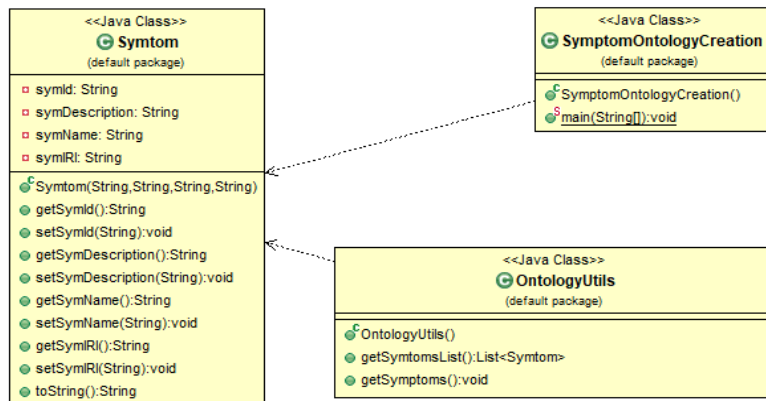 <<Java Class>>
Symtom
(default package)
symId: String
symDescription: String
symName: String
symIRI: String
Symtom(String,String,String,String)
getSymId():String
setSymId(String):void
getSymDescription():String
setSymDescription(String):void
getSymName():String
setSymName(String):void
getSymIRI():String
setSymIRI(String):void
toString():String
<<Java Class>>
SymptomOntologyCreation
(default package)
SymptomOntologyCreation()
main(String[]):void
<<Java Class>>
OntologyUtils
(default package)
OntologyUtils()
getSymtomsList():List<Symtom>
getSymptoms():void